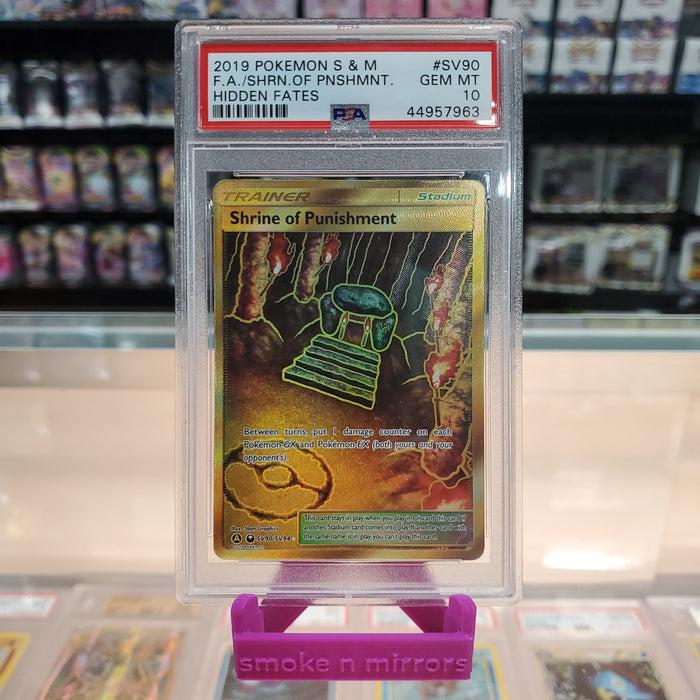 2019 POKEMON S & M #SV90
F.A./SHRN.OF PNSHMNT. GEM MT
HIDDEN FATES 10
PSA 44957963
TRAINER Stadium
Shrine of Punishment
Between turns, put 1 damage counter on each
Pokémon-GX and Pokémon-EX (both yours and your
opponent's).
This card stays in play when you play it. Discard this card if
another Stadium card comes into play. If another card with
the same name is in play, you can't play this card.
Illus. 5ban Graphics
SV90/SV94
smoke n mirrors